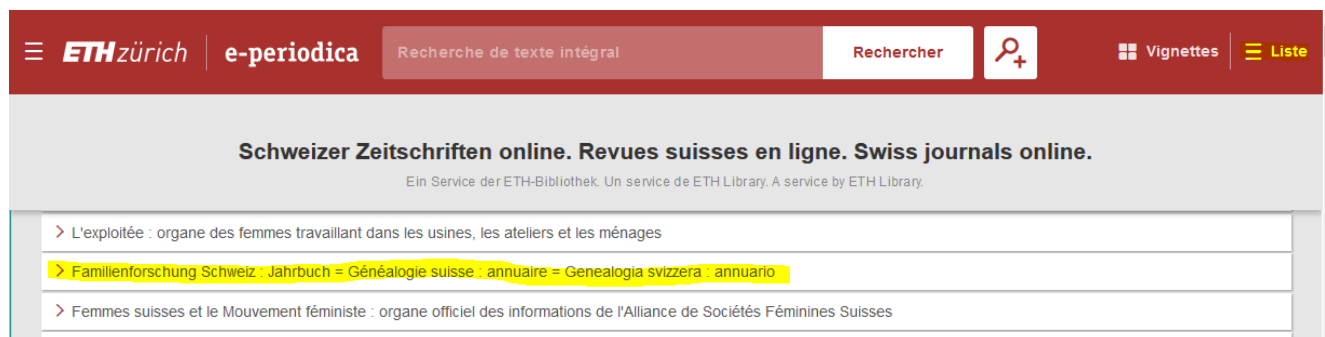 ETH zürich e-periodica Recherche de texte intégral Rechercher Vignettes Liste
Schweizer Zeitschriften online. Revues suisses en ligne. Swiss journals online.
Ein Service der ETH-Bibliothek. Un service de ETH Library. A service by ETH Library.
L'exploitée : organe des femmes travaillant dans les usines, les ateliers et les ménages
Familienforschung Schweiz : Jahrbuch = Généalogie suisse : annuaire = Genealogia svizzera : annuario
Femmes suisses et le Mouvement féministe : organe officiel des informations de l'Alliance de Sociétés Féminines Suisses